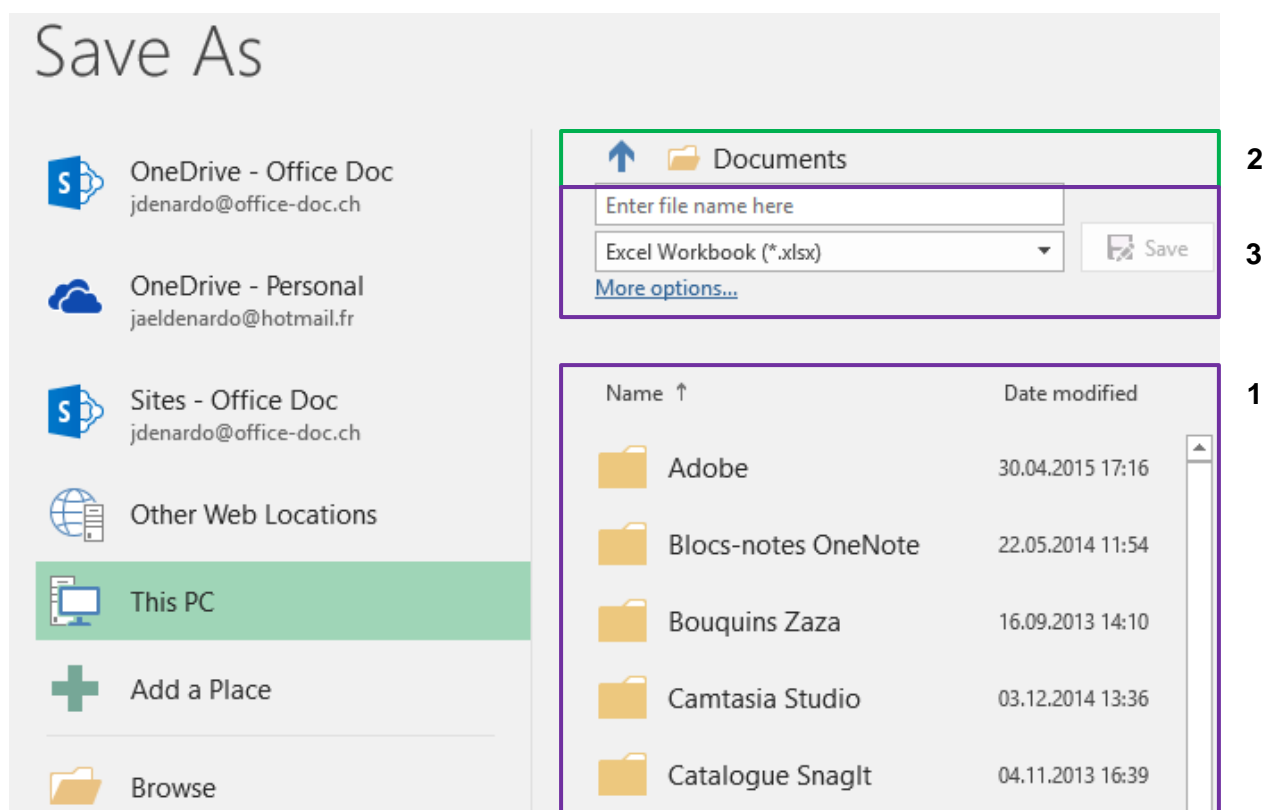 Save As
OneDrive - Office Doc
jdenardo@office-doc.ch
OneDrive - Personal
jaeldenardo@hotmail.fr
Sites - Office Doc
jdenardo@office-doc.ch
Other Web Locations
This PC
Add a Place
Browse
Documents
2
Enter file name here
Excel Workbook (*.xlsx)
Save
3
More options...
Name ↑ Date modified
1
Adobe 30.04.2015 17:16
Blocs-notes OneNote 22.05.2014 11:54
Bouquins Zaza 16.09.2013 14:10
Camtasia Studio 03.12.2014 13:36
Catalogue SnagIt 04.11.2013 16:39